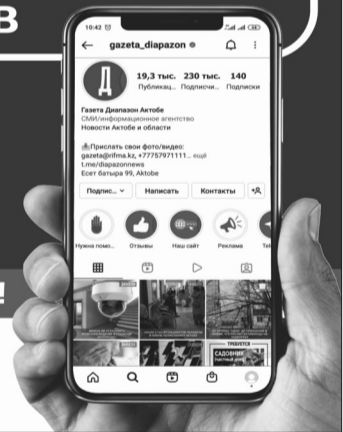 В
10:42
gazeta_diapazon
Д
19,3 тыс. 230 тыс. 140
Публикац... Подписчи... Подписки
Газета Диапазон Актобе
СМИ/информационное агентство
Новости Актобе и области
Прислать свои фото/видео:
gazeta@rifma.kz, +77757971111... ещё
t.me/diapazonnews
Есет батыра 99, Aktobe
Подпис... Написать Контакты
Нужна помо... Отзывы Наш сайт Реклама Tel
!
ТРЕБУЕТСЯ
САДОВНИК